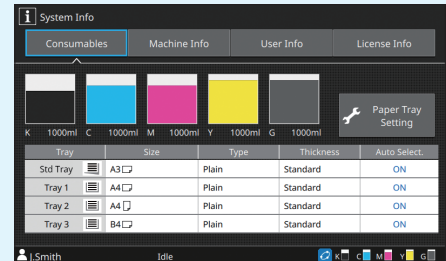 i System Info
Consumables Machine Info User Info License Info
K 1000ml C 1000ml M 1000ml Y 1000ml G 1000ml
Paper Tray
Setting
Tray Size Type Thickness Auto Select.
Std Tray A3 Plain Standard ON
Tray 1 A4 Plain Standard ON
Tray 2 A4 Plain Standard ON
Tray 3 B4 Plain Standard ON
J.Smith Idle K C M Y G